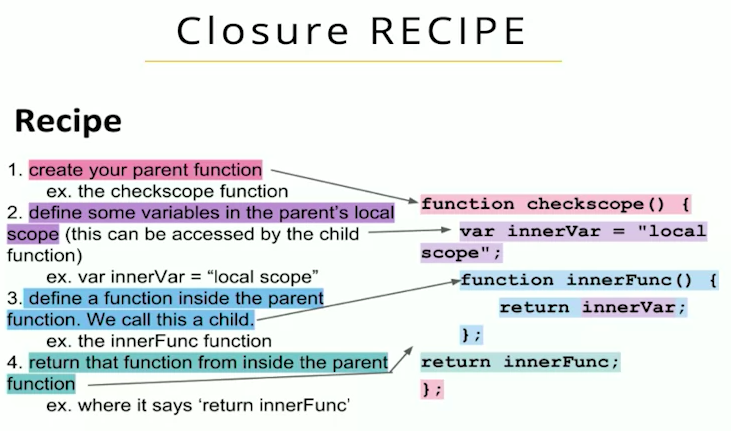 Closure RECIPE
Recipe
1. create your parent function
ex. the checkscope function
2. define some variables in the parent's local
scope (this can be accessed by the child
function)
ex. var innerVar = “local scope”
3. define a function inside the parent
function. We call this a child.
ex. the innerFunc function
4. return that function from inside the parent
function
ex. where it says ‘return innerFunc’
function checkscope() {
var innerVar = "local
scope";
function innerFunc() {
return innerVar;
};
return innerFunc;
};